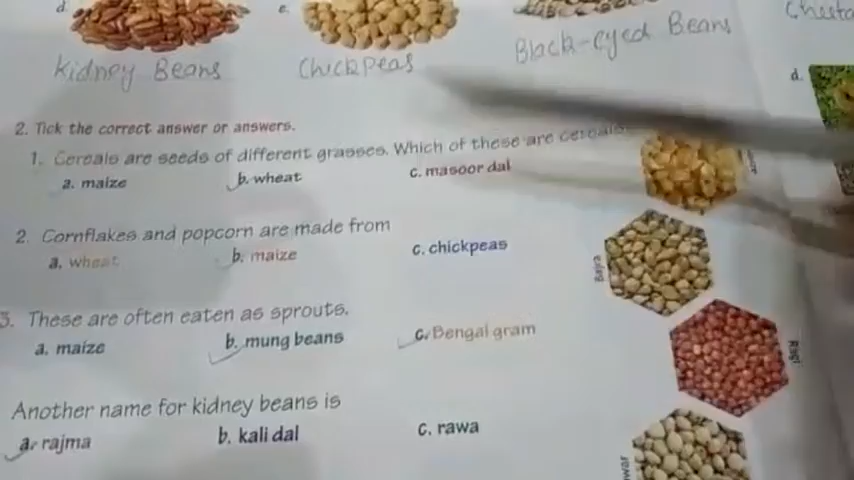 d.
e.
Kidney Beans
Chickpeas
Black-eyed Beans
d.
2. Tick the correct answer or answers.
1. Cereals are seeds of different grasses. Which of these are cereals
a. maize b. wheat c. masoor dal
2. Cornflakes and popcorn are made from
a. wheat b. maize c. chickpeas
Bajra
3. These are often eaten as sprouts.
a. maize b. mung beans c. Bengal gram
Ragi
Another name for kidney beans is
a. rajma b. kali dal c. rawa